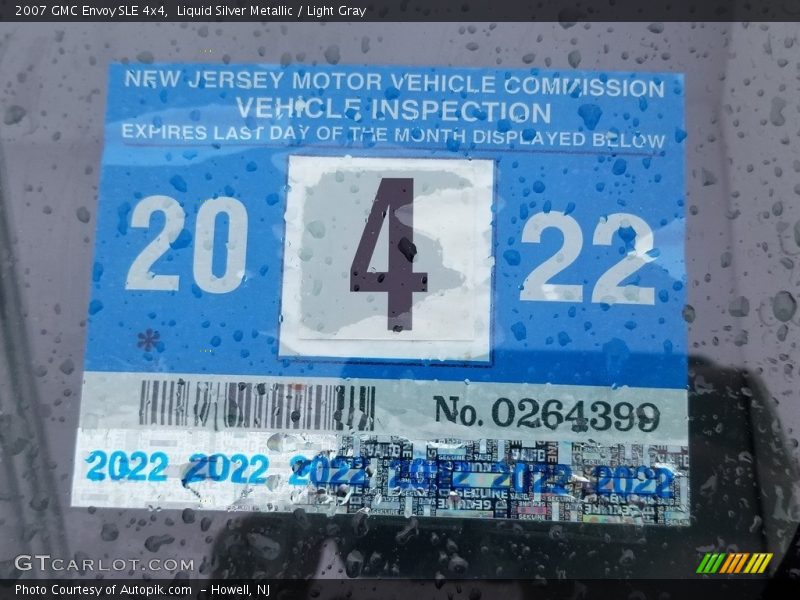 2007 GMC Envoy SLE 4x4,  Liquid Silver Metallic / Light Gray
NEW JERSEY MOTOR VEHICLE COMMISSION
VEHICLE INSPECTION
EXPIRES LAST DAY OF THE MONTH DISPLAYED BELOW
20 4 22
*
No. 0264399
2022 2022 2022 2022 2022 2022
GTCARLOT.COM
Photo Courtesy of Autopik.com  – Howell, NJ